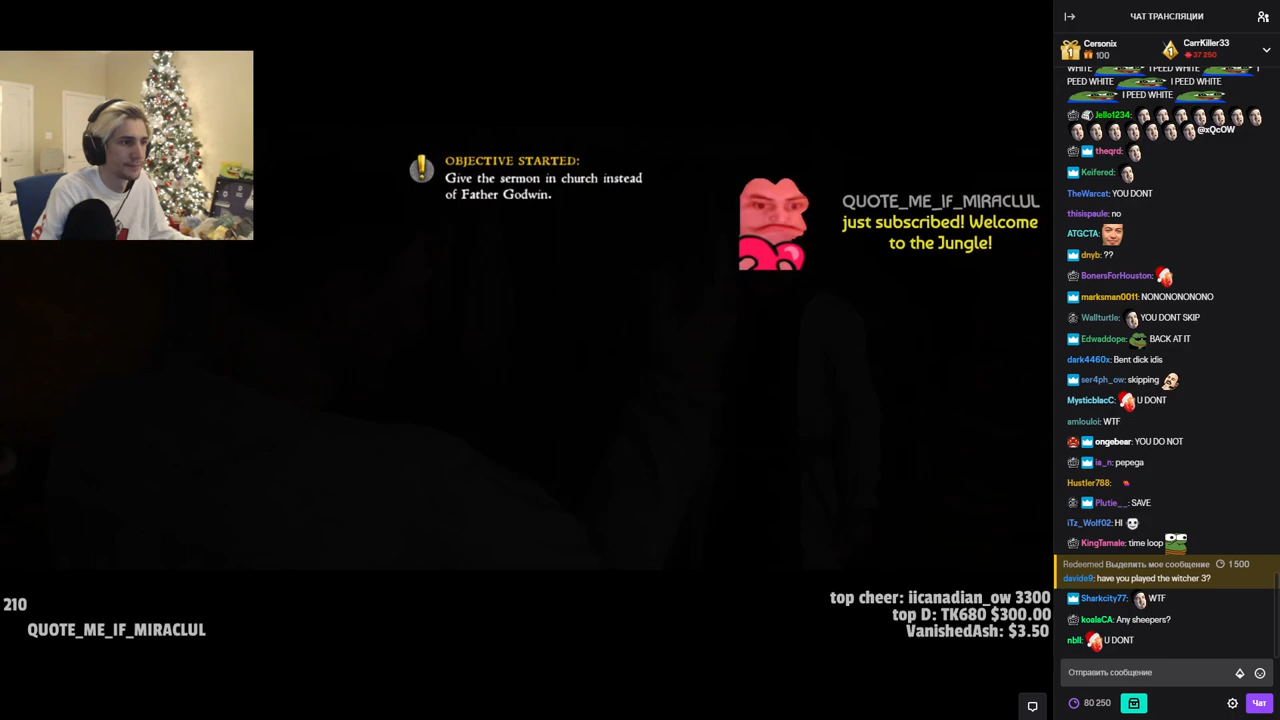 OBJECTIVE STARTED:
Give the sermon in church instead
of Father Godwin.
QUOTE_ME_IF_MIRACLUL
just subscribed! Welcome
to the Jungle!
210
QUOTE_ME_IF_MIRACLUL
top cheer: iicanadian_ow 3300
top D: TK680 $300.00
VanishedAsh: $3.50
ЧАТ ТРАНСЛЯЦИИ
1 Cersonix 100
1 CarrKiller33 37 250
WHITE I PEED WHITE I
PEED WHITE I PEED WHITE
I PEED WHITE
Jello1234:
@xQcOW
theqrd:
Keifered:
TheWarcat: YOU DONT
thisispaule: no
ATGCTA:
dnyb: ??
BonersForHouston:
marksman0011: NONONONONONO
Wallturtle: YOU DONT SKIP
Edwaddope: BACK AT IT
dark4460x: Bent dick idis
ser4ph_ow: skipping
MysticblacC: U DONT
amlouloi: WTF
ongebear: YOU DO NOT
ia_n: pepega
Hustler788:
Plutie__: SAVE
iTz_Wolf02: HI
KingTamale: time loop
Redeemed Выделить мое сообщение 1 500
davide9: have you played the witcher 3?
Sharkcity77: WTF
koalaCA: Any sheepers?
nbll: U DONT
Отправить сообщение
80 250
Чат